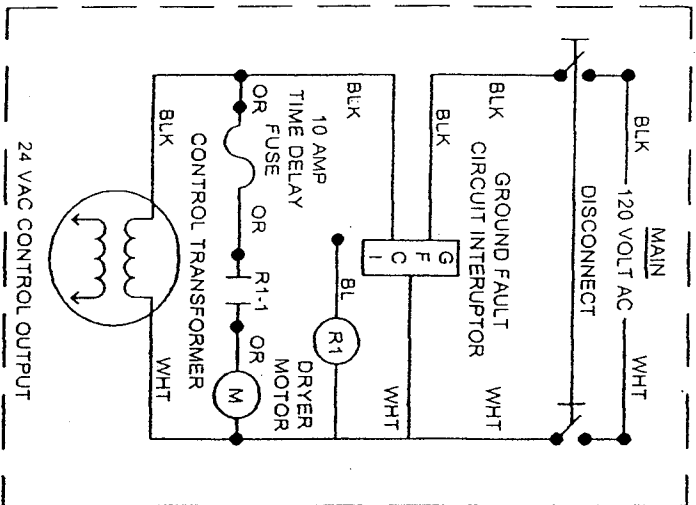 MAIN
120 VOLT AC
BLK
WHT
DISCONNECT
BLK
WHT
GROUND FAULT
CIRCUIT INTERUPTOR
G
F
C
I
BLK
WHT
BL
R1
10 AMP
TIME DELAY
FUSE
OR
OR
R1-1
OR
M
DRYER
MOTOR
CONTROL TRANSFORMER
BLK
WHT
24 VAC CONTROL OUTPUT